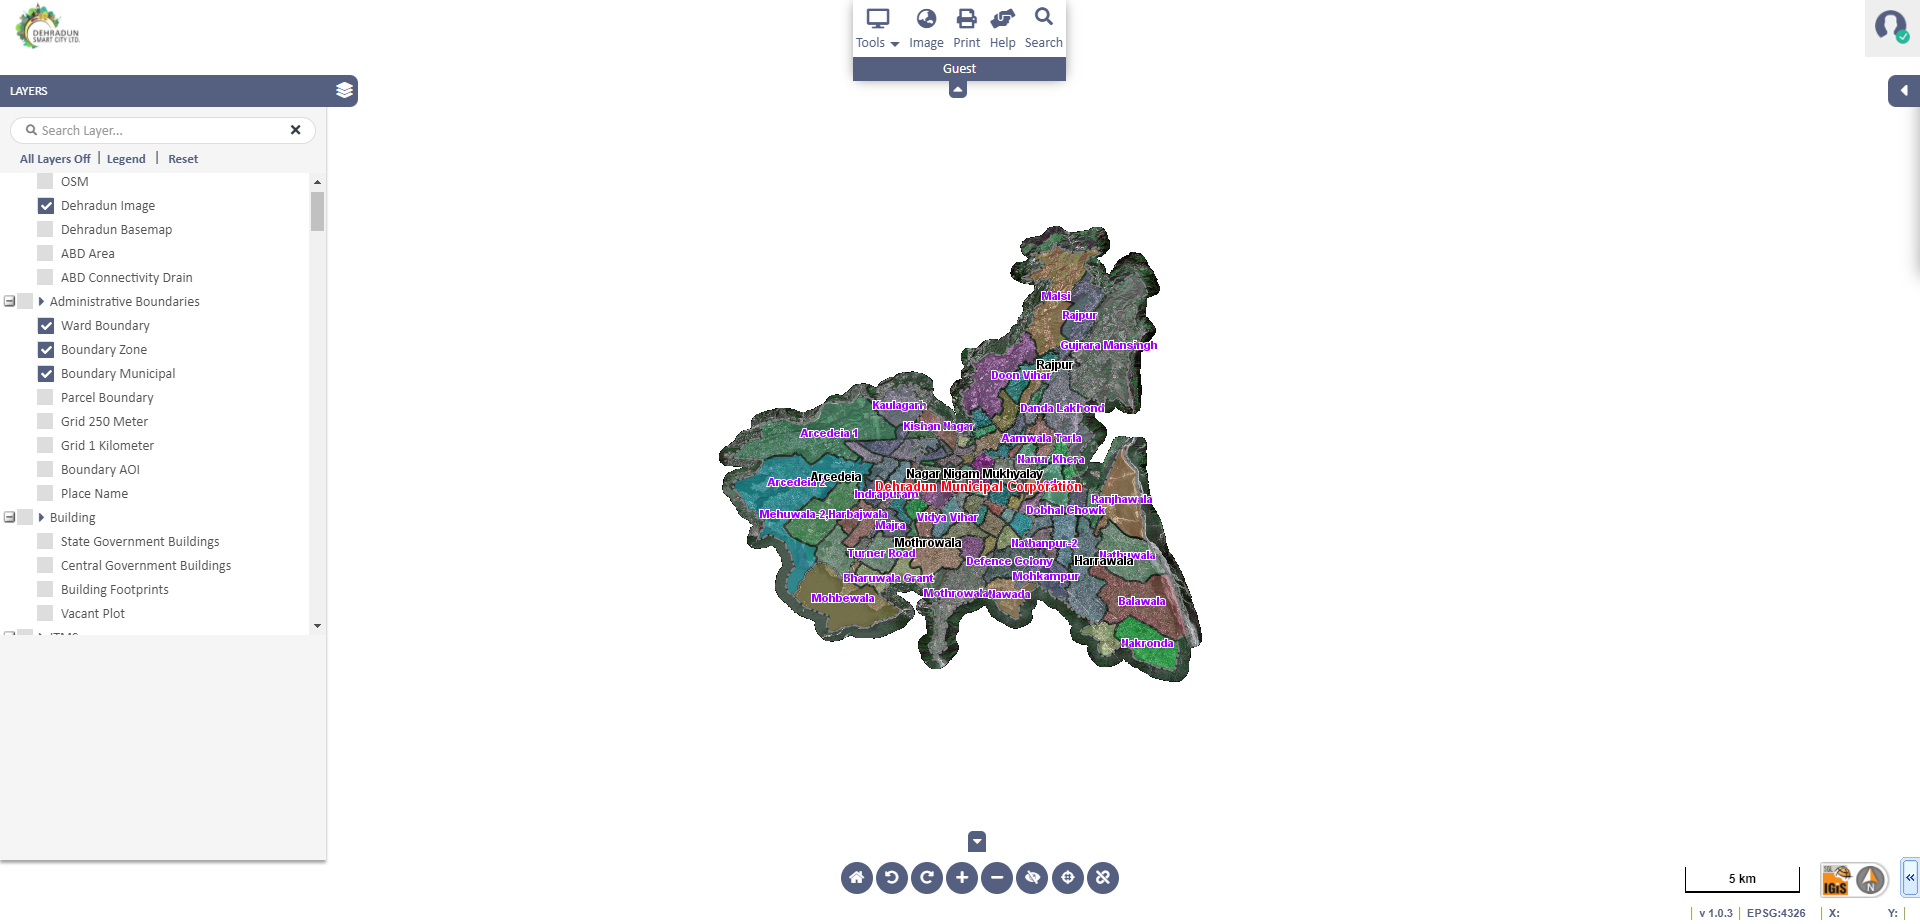 DEHRADUN
SMART CITY LTD.
Tools Image Print Help Search
Guest
LAYERS
Search Layer...
All Layers Off | Legend | Reset
OSM
Dehradun Image
Dehradun Basemap
ABD Area
ABD Connectivity Drain
Administrative Boundaries
Ward Boundary
Boundary Zone
Boundary Municipal
Parcel Boundary
Grid 250 Meter
Grid 1 Kilometer
Boundary AOI
Place Name
Building
State Government Buildings
Central Government Buildings
Building Footprints
Vacant Plot
Malsi
Rajpur
Gujrara Mansingh
Rajpur
Doon Vihar
Kaulagarh
Danda Lakhond
Kishan Nagar
Arcedeia 1
Aamwala Tarla
Nanur Khera
Nagar Nigam Mukhyalay
Arcedeia
Arcedeia 2
Dehradun Municipal Corporation
Indrapuram
Ranjhawala
Dobhal Chowk
Mehuwala-2,Harbajwala
Vidya Vihar
Majra
Mothrowala
Nathanpur-2
Turner Road
Nathuwala
Harrawala
Defence Colony
Mohkampur
Bharuwala Grant
Mothrowala
Nawada
Mohbewala
Balawala
Nakronda
5 km
IGiS
N
v 1.0.3 | EPSG:4326 | X: Y: